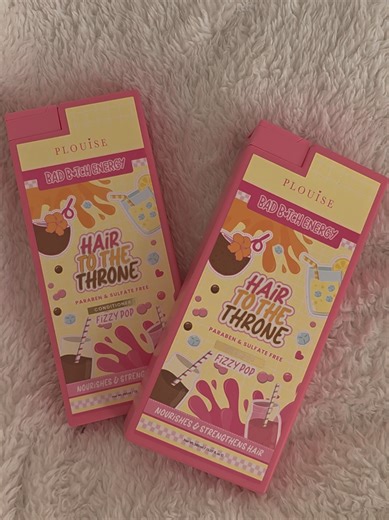 PLOUISE
BAD B*TCH ENERGY
HAIR
TO THE
THRONE
PARABEN & SULFATE FREE
CONDITIONER
FIZZY POP
NOURISHES & STRENGTHENS
PLOUISE
BAD B*TCH ENERGY
HAIR
TO THE
THRONE
PARABEN & SULFATE FREE
FIZZY POP
NOURISHES & STRENGTHENS HAIR